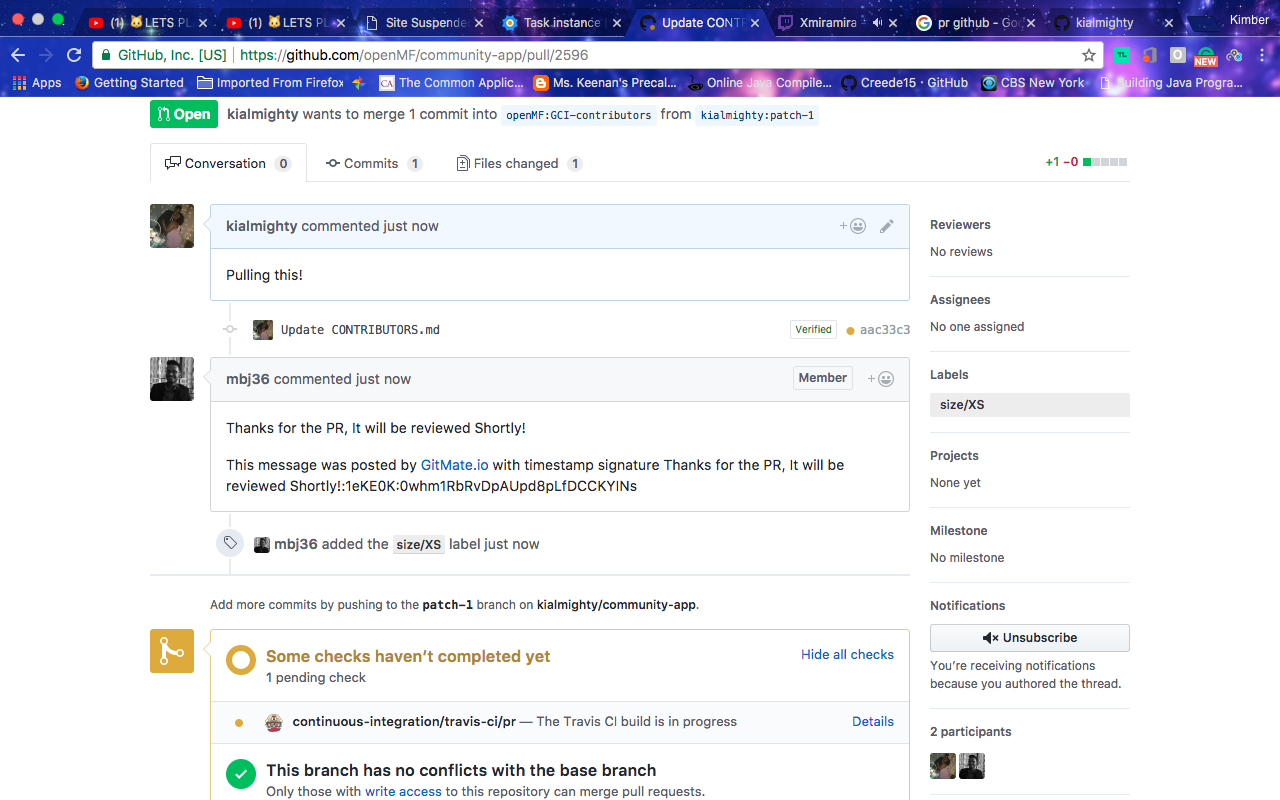 (1) 🐱LETS PL
(1) 🐱LETS PL
Site Suspende
Task instance
Update CONT
Xmiramira -
pr github - Goo
kialmighty
Kimber
GitHub, Inc. [US] https://github.com/openMF/community-app/pull/2596
NEW
Apps Getting Started Imported From Firefox CA The Common Applic... Ms. Keenan's Precal... Online Java Compile... Creede15 · GitHub CBS New York Building Java Progra...
Open kialmighty wants to merge 1 commit into openMF:GCI-contributors from kialmighty:patch-1
Conversation 0 Commits 1 Files changed 1 +1 −0
kialmighty commented just now
Pulling this!
Update CONTRIBUTORS.md Verified aac33c3
mbj36 commented just now Member
Thanks for the PR, It will be reviewed Shortly!
This message was posted by GitMate.io with timestamp signature Thanks for the PR, It will be
reviewed Shortly!:1eKE0K:0whm1RbRvDpAUpd8pLfDCCKYINs
mbj36 added the size/XS label just now
Add more commits by pushing to the patch-1 branch on kialmighty/community-app.
Some checks haven't completed yet Hide all checks
1 pending check
continuous-integration/travis-ci/pr — The Travis CI build is in progress Details
This branch has no conflicts with the base branch
Only those with write access to this repository can merge pull requests.
Reviewers
No reviews
Assignees
No one assigned
Labels
size/XS
Projects
None yet
Milestone
No milestone
Notifications
Unsubscribe
You're receiving notifications
because you authored the thread.
2 participants